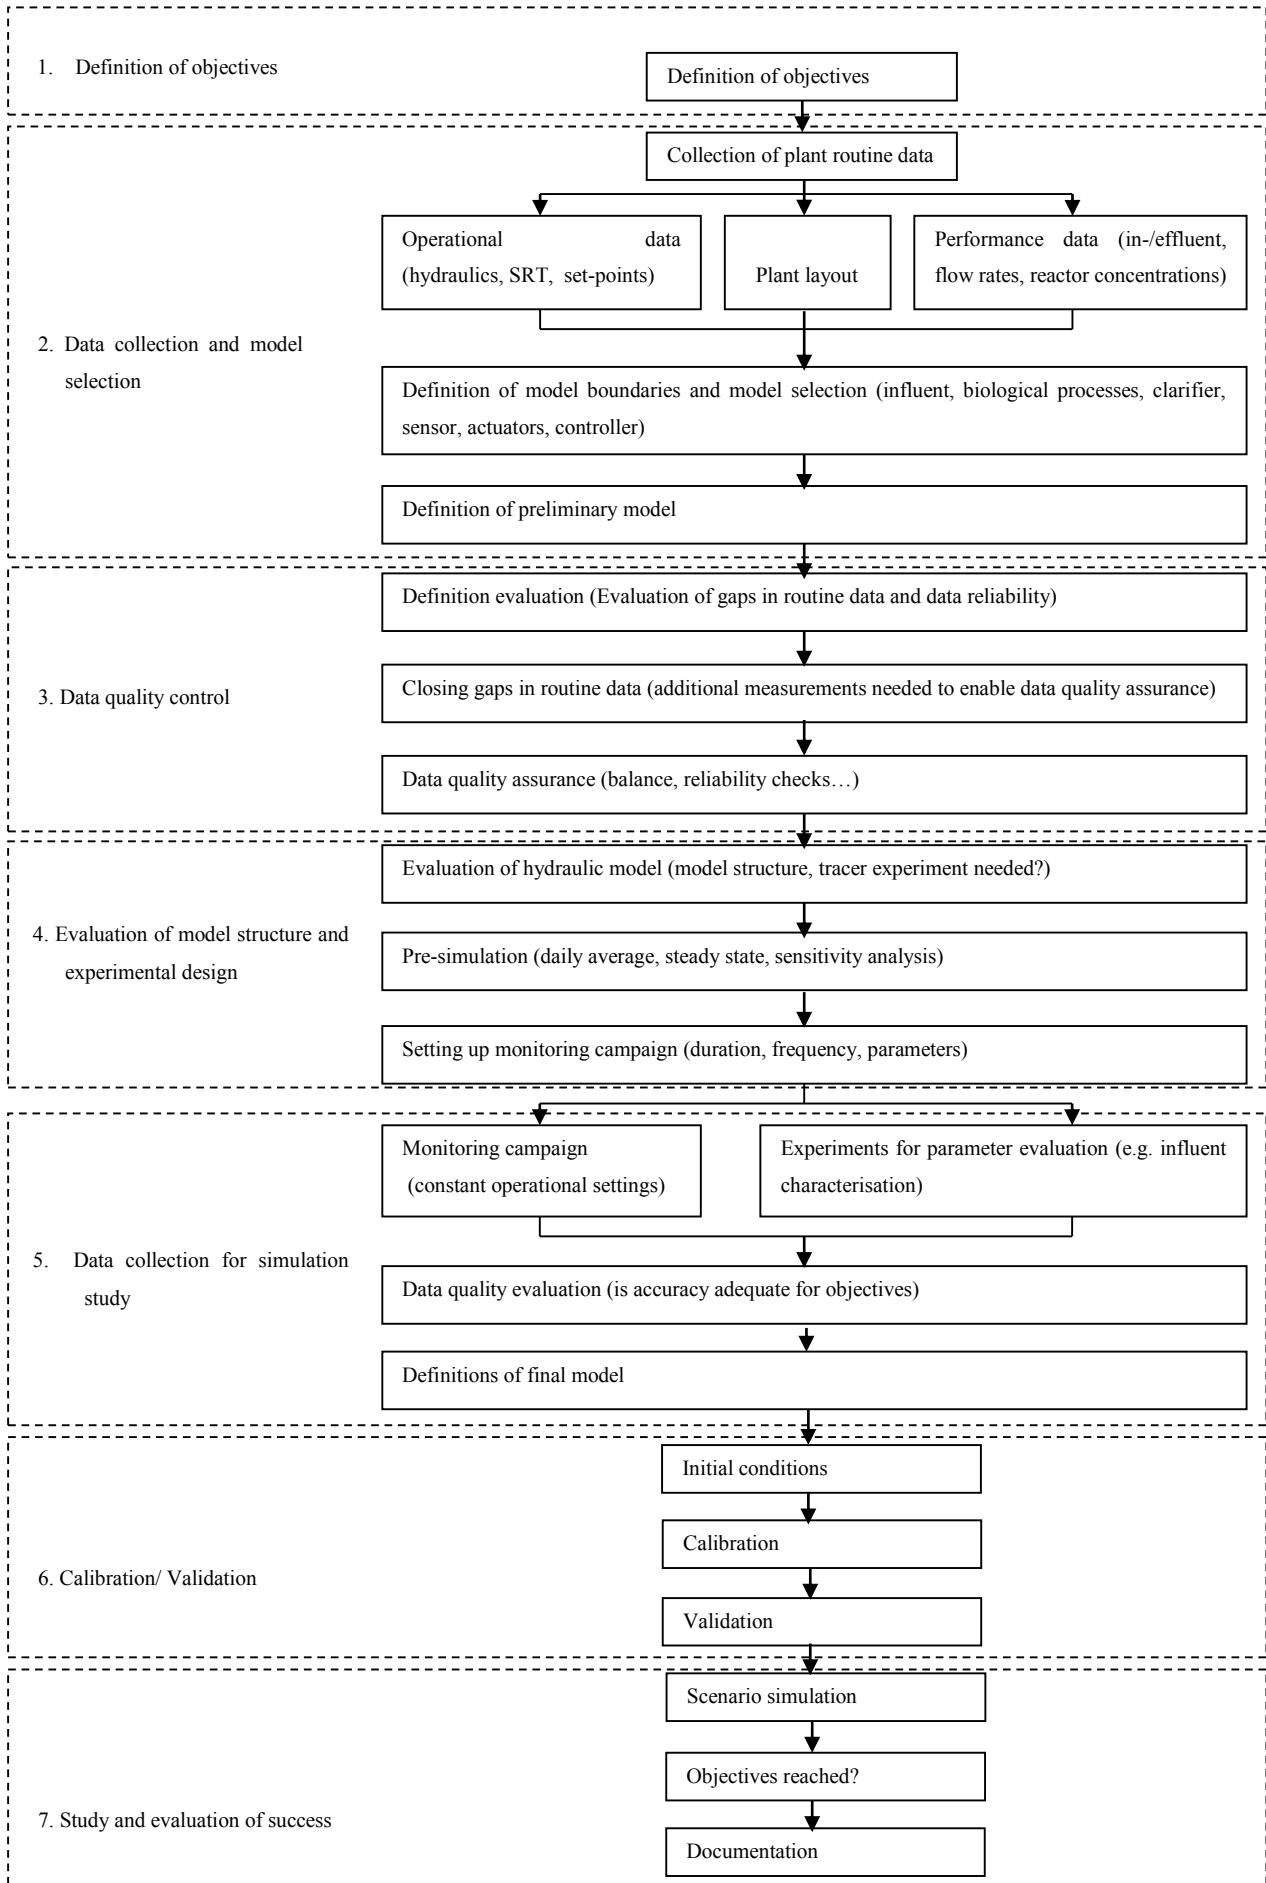 1. Definition of objectives
Definition of objectives
Collection of plant routine data
Operational data
(hydraulics, SRT, set-points)
Plant layout
Performance data (in-/effluent,
flow rates, reactor concentrations)
2. Data collection and model
selection
Definition of model boundaries and model selection (influent, biological processes, clarifier,
sensor, actuators, controller)
Definition of preliminary model
3. Data quality control
Definition evaluation (Evaluation of gaps in routine data and data reliability)
Closing gaps in routine data (additional measurements needed to enable data quality assurance)
Data quality assurance (balance, reliability checks…)
4. Evaluation of model structure and
experimental design
Evaluation of hydraulic model (model structure, tracer experiment needed?)
Pre-simulation (daily average, steady state, sensitivity analysis)
Setting up monitoring campaign (duration, frequency, parameters)
5. Data collection for simulation
study
Monitoring campaign
(constant operational settings)
Experiments for parameter evaluation (e.g. influent
characterisation)
Data quality evaluation (is accuracy adequate for objectives)
Definitions of final model
6. Calibration/ Validation
Initial conditions
Calibration
Validation
7. Study and evaluation of success
Scenario simulation
Objectives reached?
Documentation